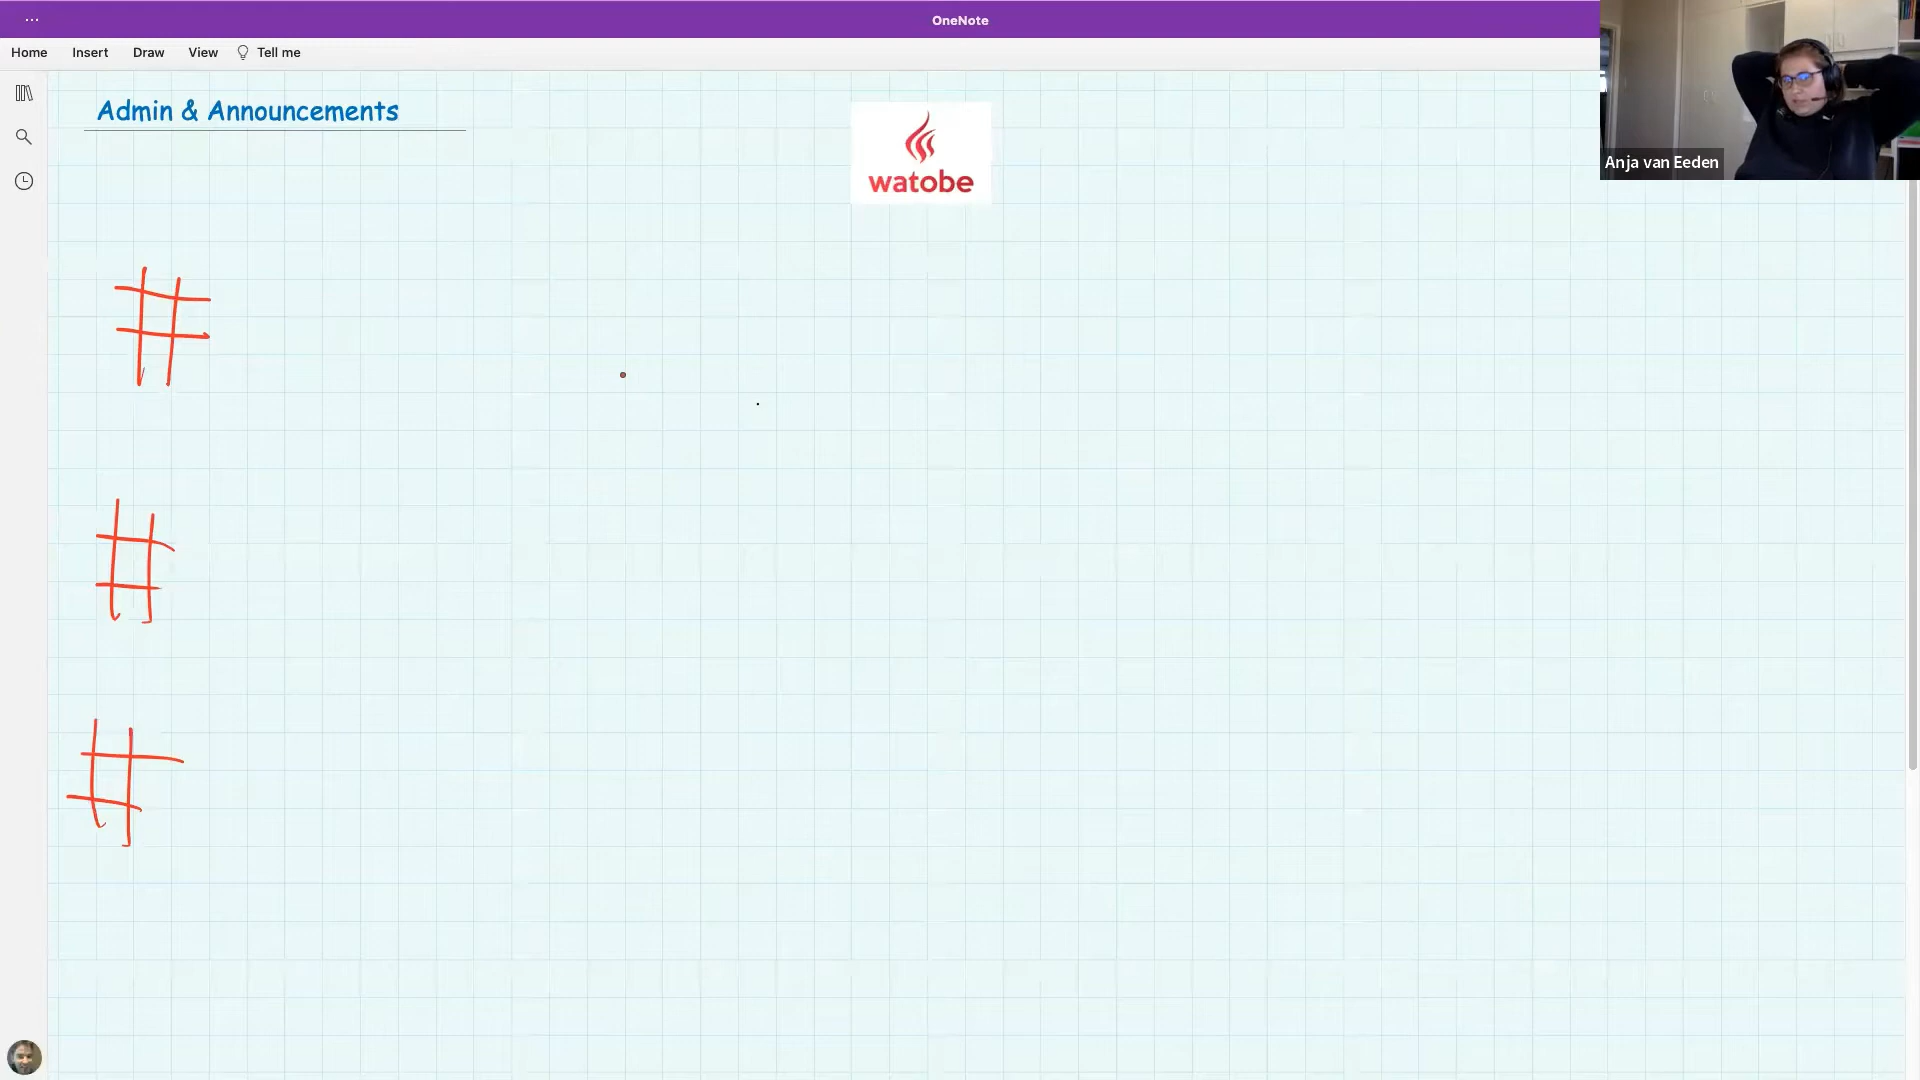 OneNote
Home Insert Draw View Tell me
Admin & Announcements
watobe
Anja van Eeden
#
#
#